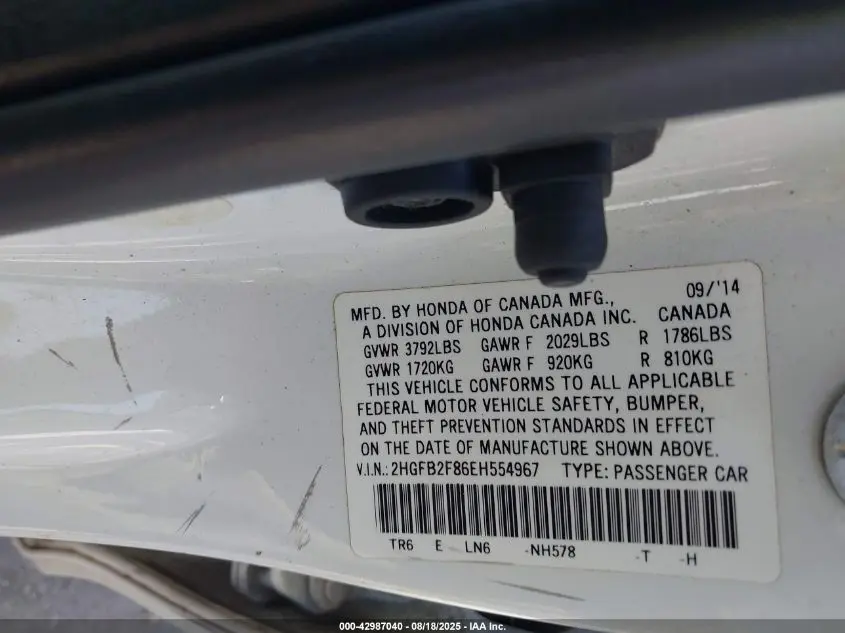 09/'14
MFD. BY HONDA OF CANADA MFG.,
A DIVISION OF HONDA CANADA INC. CANADA
GVWR 3792LBS GAWR F 2029LBS R 1786LBS
GVWR 1720KG GAWR F 920KG R 810KG
THIS VEHICLE CONFORMS TO ALL APPLICABLE
FEDERAL MOTOR VEHICLE SAFETY, BUMPER,
AND THEFT PREVENTION STANDARDS IN EFFECT
ON THE DATE OF MANUFACTURE SHOWN ABOVE.
V.I.N.: 2HGFB2F86EH554967 TYPE: PASSENGER CAR
TR6 E LN6 -NH578 -T -H
000-42987040 - 08/18/2025 - IAA Inc.